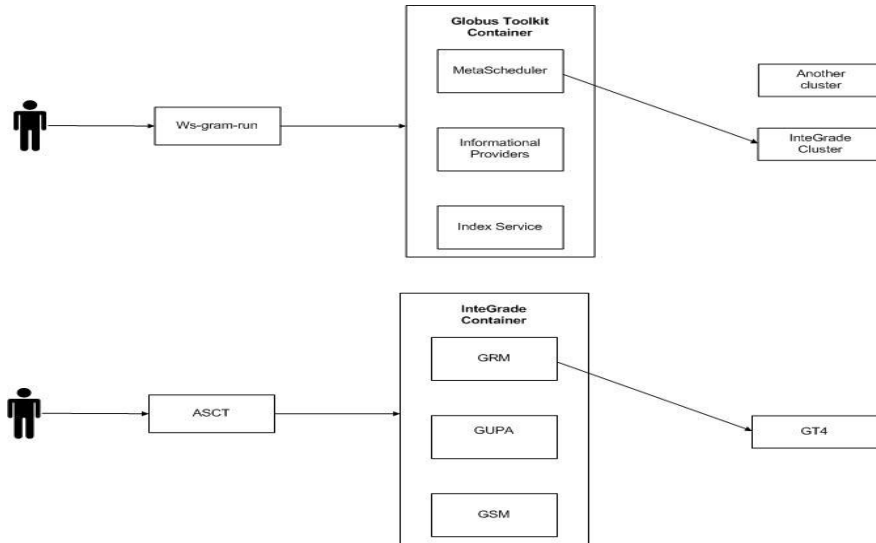 Globus Toolkit
Container
MetaScheduler
Another
cluster
Ws-gram-run
Informational
Providers
InteGrade
Cluster
Index Service
InteGrade
Container
GRM
ASCT
GUPA
GT4
GSM